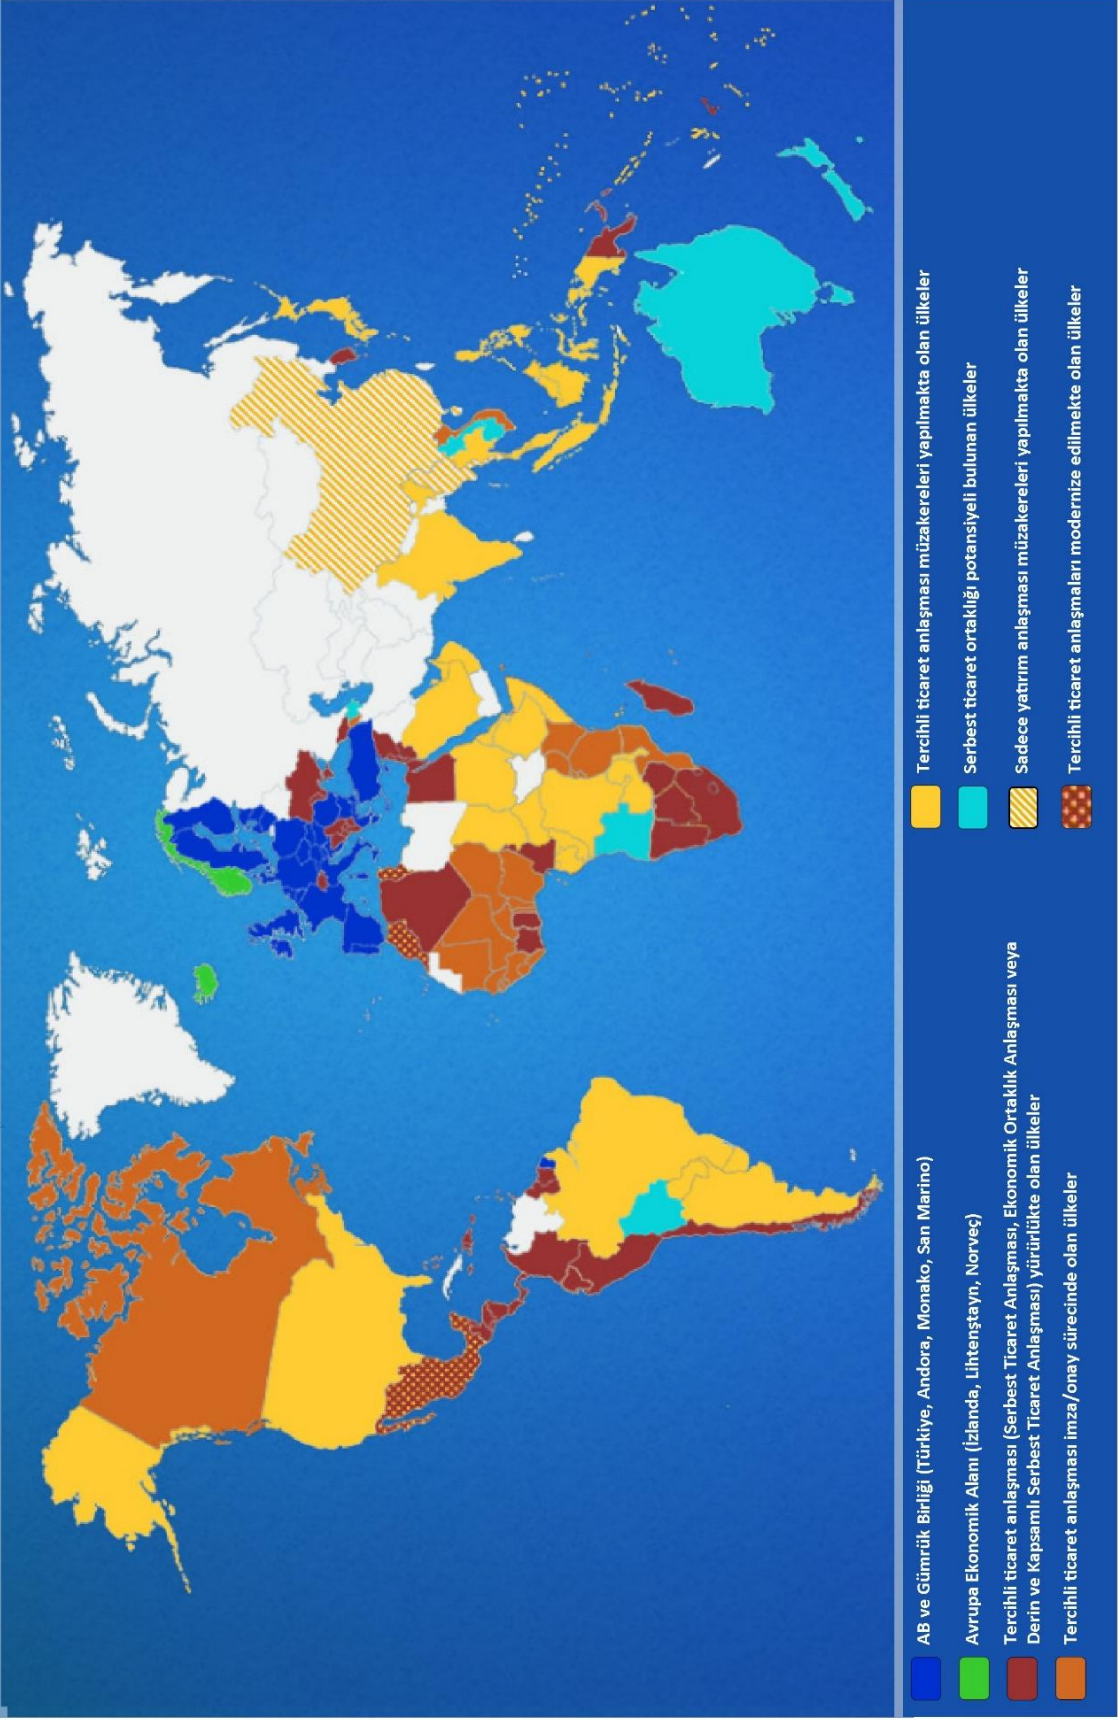 AB ve Gümrük Birliği (Türkiye, Andora, Monako, San Marino)
Avrupa Ekonomik Alanı (İzlanda, Lihtenştayn, Norveç)
Tercihli ticaret anlaşması (Serbest Ticaret Anlaşması, Ekonomik Ortaklık Anlaşması veya
Derin ve Kapsamlı Serbest Ticaret Anlaşması) yürürlükte olan ülkeler
Tercihli ticaret anlaşması imza/onay sürecinde olan ülkeler
Tercihli ticaret anlaşması müzakereleri yapılmakta olan ülkeler
Serbest ticaret ortaklığı potansiyeli bulunan ülkeler
Sadece yatırım anlaşması müzakereleri yapılmakta olan ülkeler
Tercihli ticaret anlaşmaları modernize edilmekte olan ülkeler